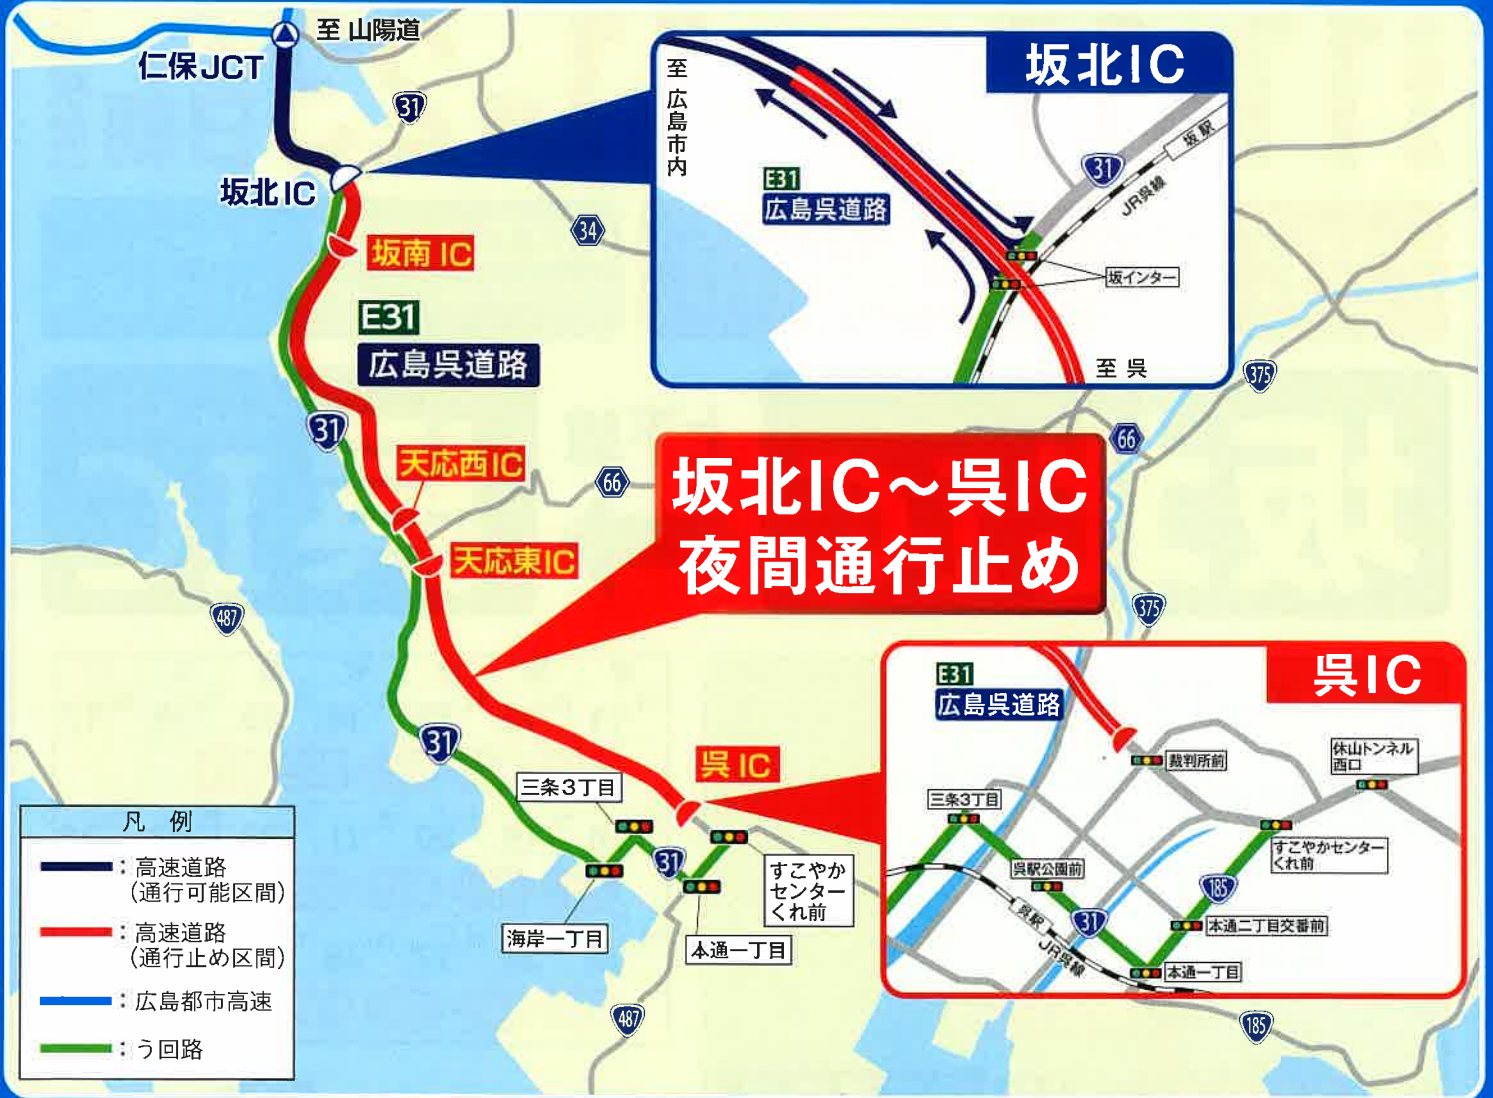 至 山陽道
仁保JCT
31
坂北IC
坂南 IC
34
E31
広島呉道路
31
天応西IC
66
天応東IC
487
31
坂北IC
至 広島市内
E31
広島呉道路
31
坂駅
JR呉線
坂インター
至 呉
375
66
坂北IC～呉IC
夜間通行止め
375
呉 IC
三条3丁目
31
すこやか
センター
くれ前
海岸一丁目
本通一丁目
487
呉IC
E31
広島呉道路
裁判所前
休山トンネル
西口
三条3丁目
すこやかセンター
くれ前
呉駅公園前
185
呉駅
31
本通二丁目交番前
JR呉線
本通一丁目
185
凡 例
：高速道路
（通行可能区間）
：高速道路
（通行止め区間）
：広島都市高速
：う回路